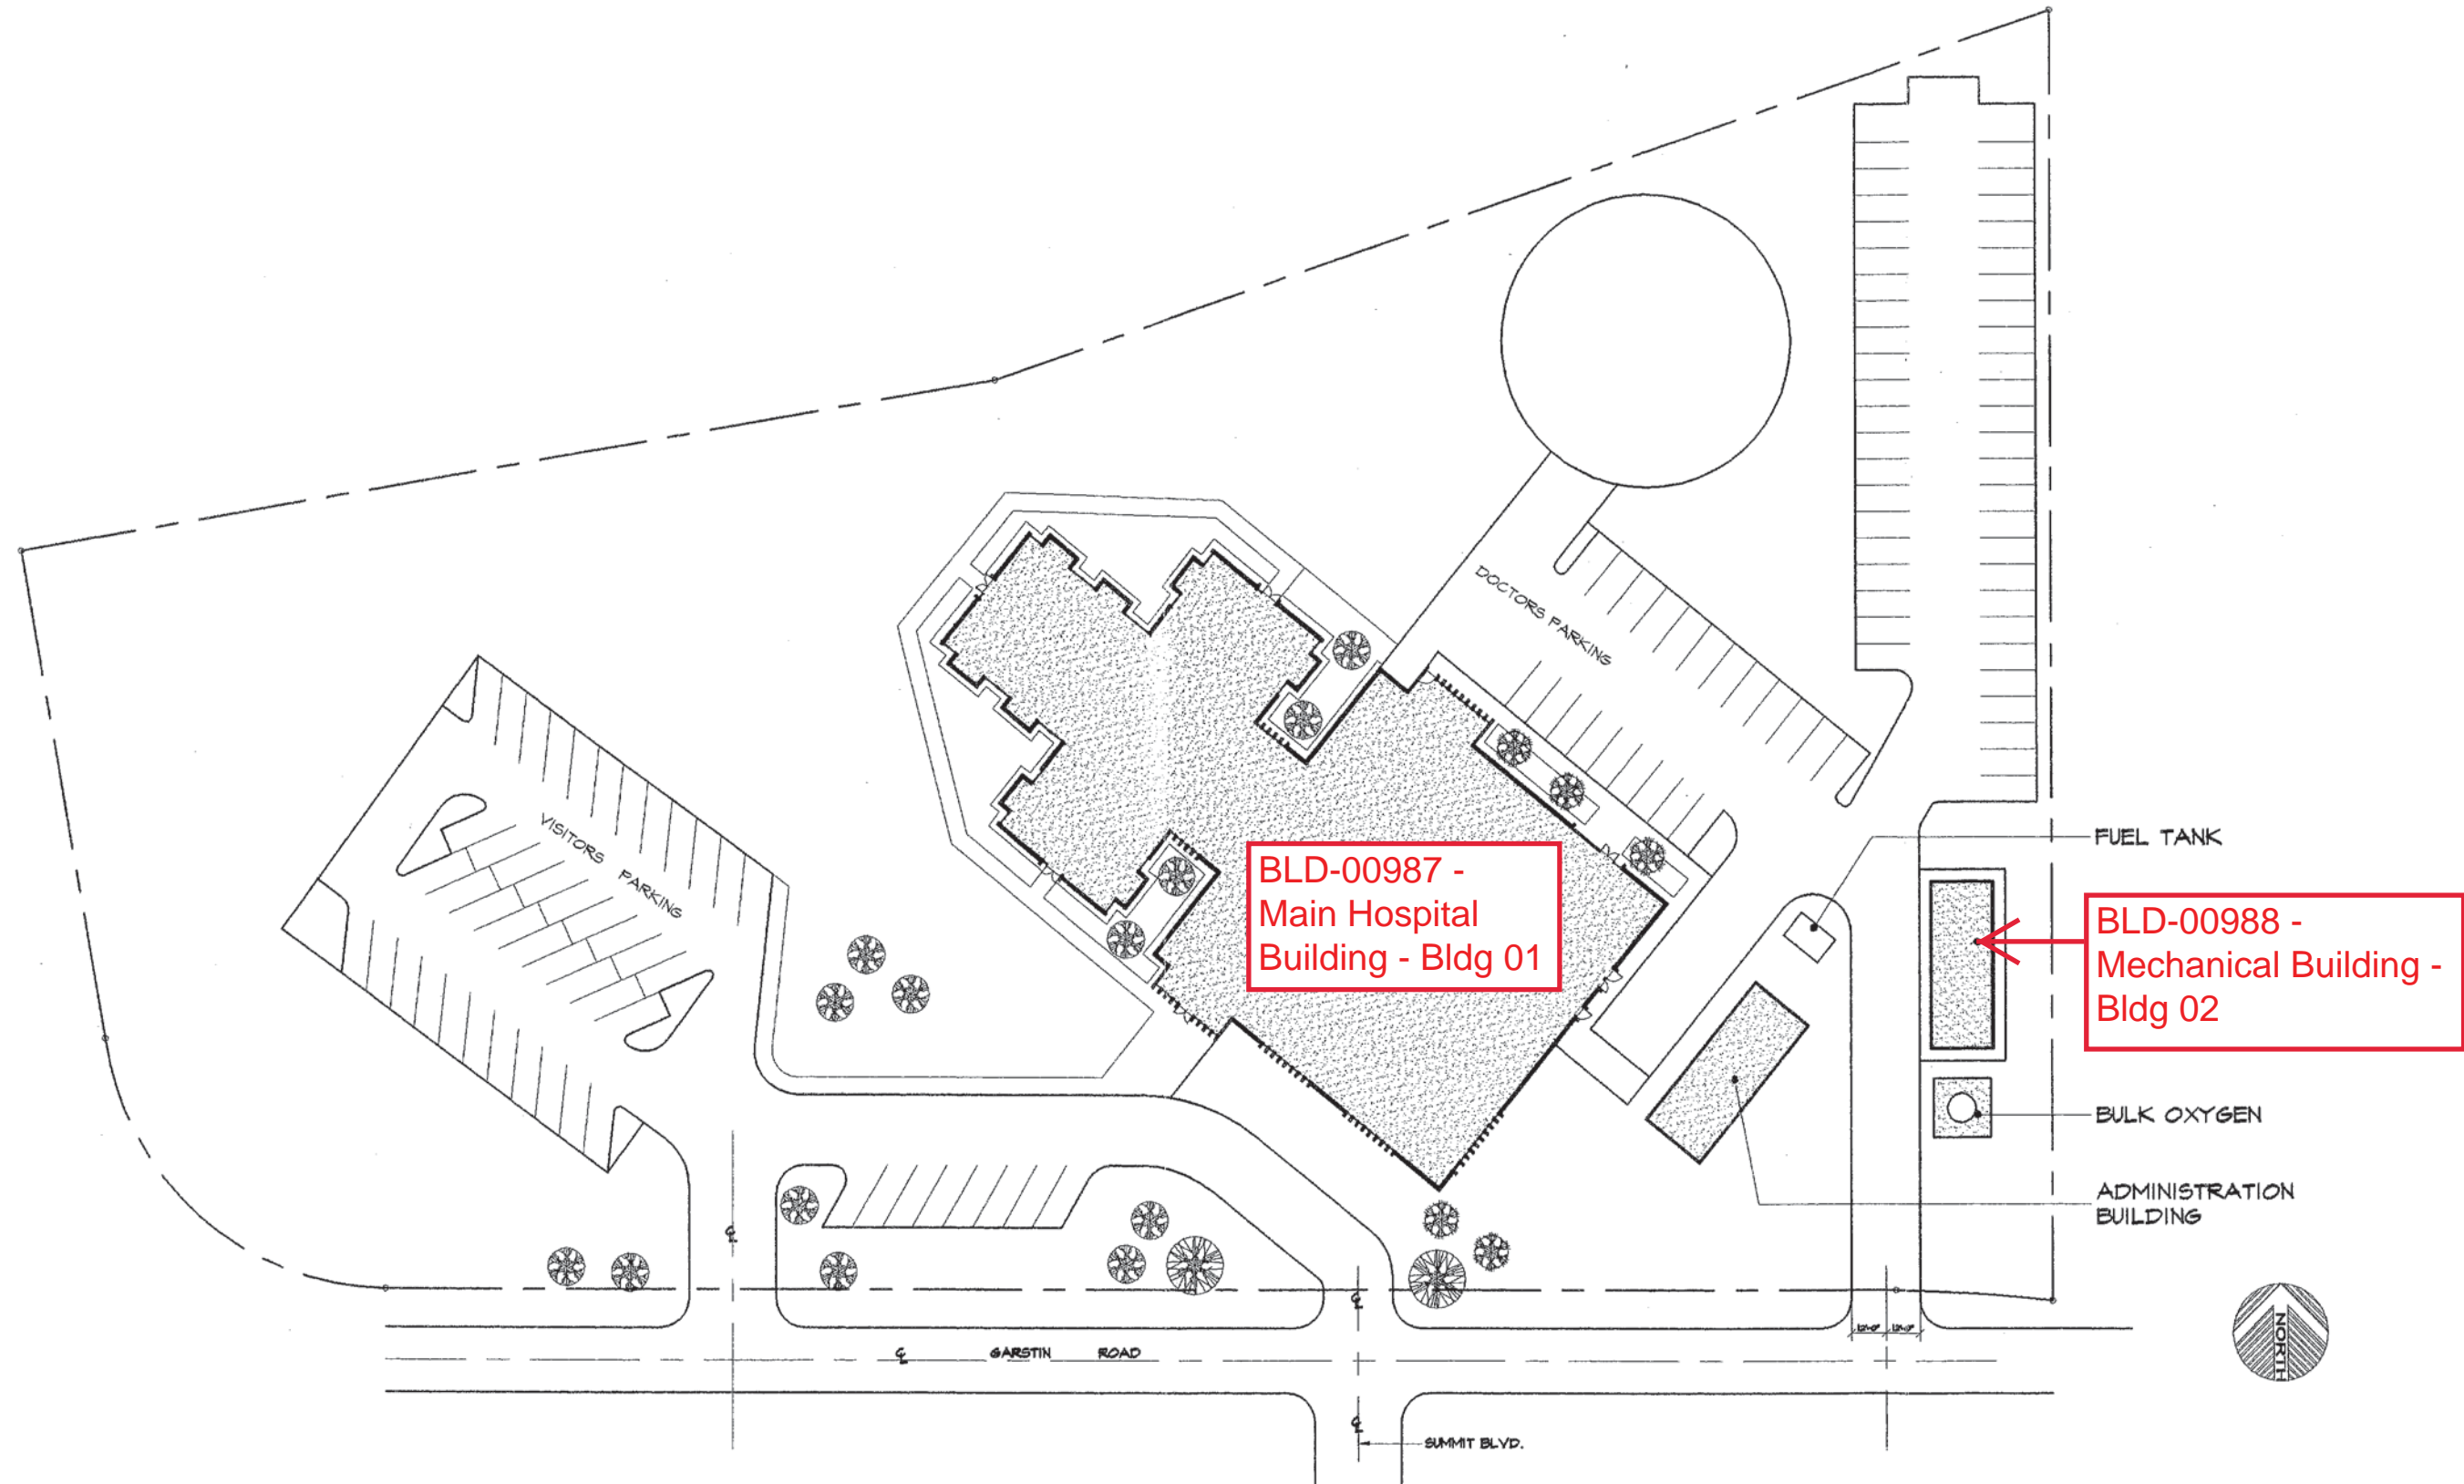 DOCTORS PARKING
VISITORS PARKING
FUEL TANK
BLD-00987 -
Main Hospital
Building - Bldg 01
BLD-00988 -
Mechanical Building -
Bldg 02
BULK OXYGEN
ADMINISTRATION
BUILDING
NORTH
GARSTIN ROAD
SUMMIT BLVD.